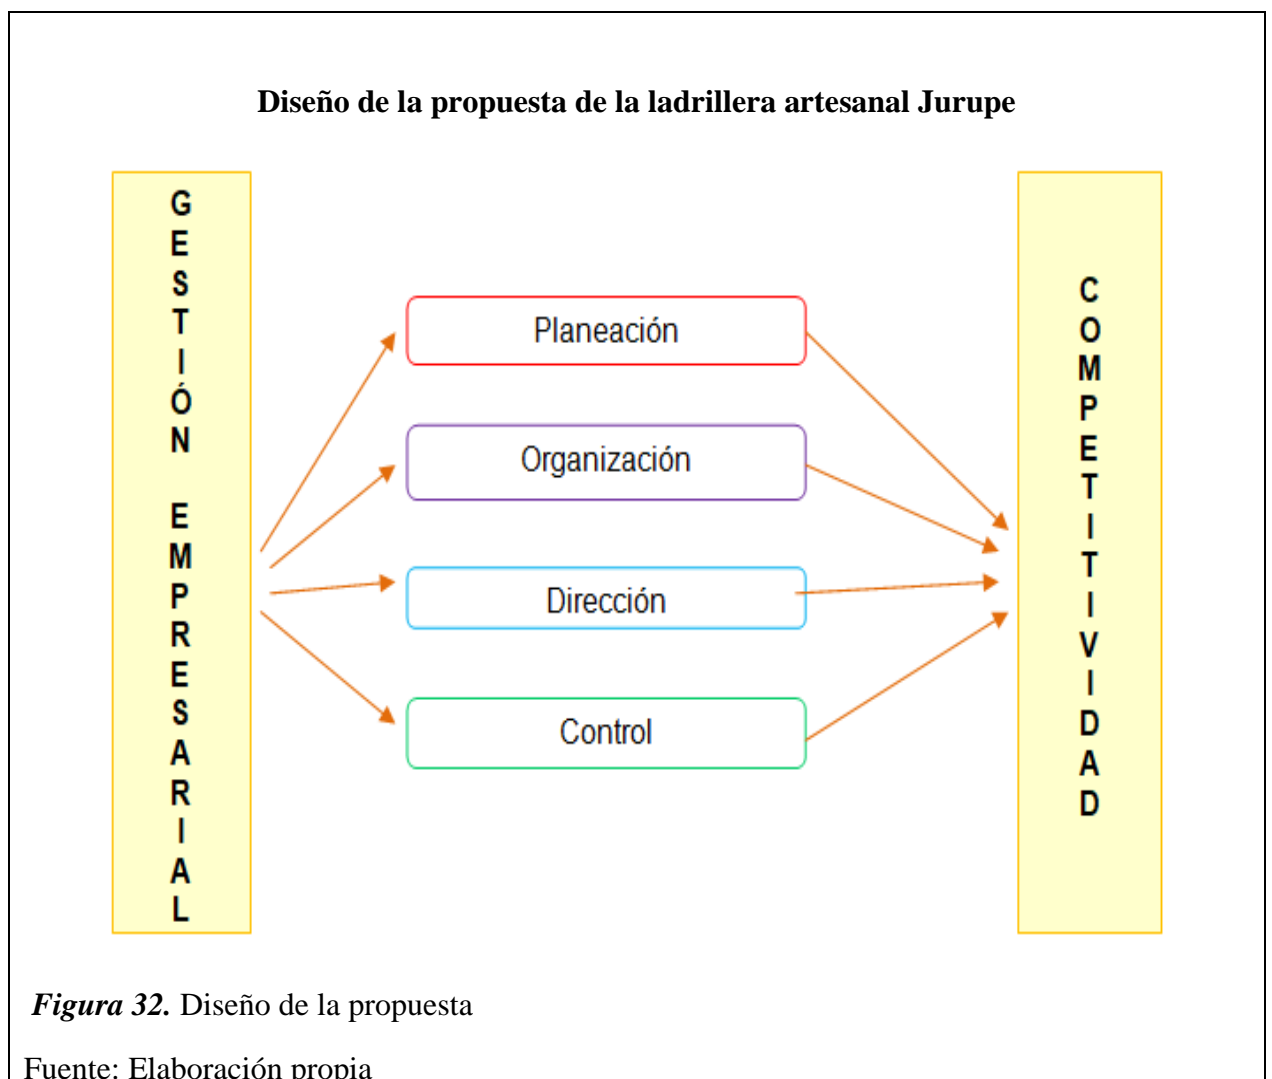 Diseño de la propuesta de la ladrillera artesanal Jurupe
GESTIÓN EMPRESARIAL
Planeación
Organización
Dirección
Control
COMPETITIVIDAD
Figura 32. Diseño de la propuesta
Fuente: Elaboración propia